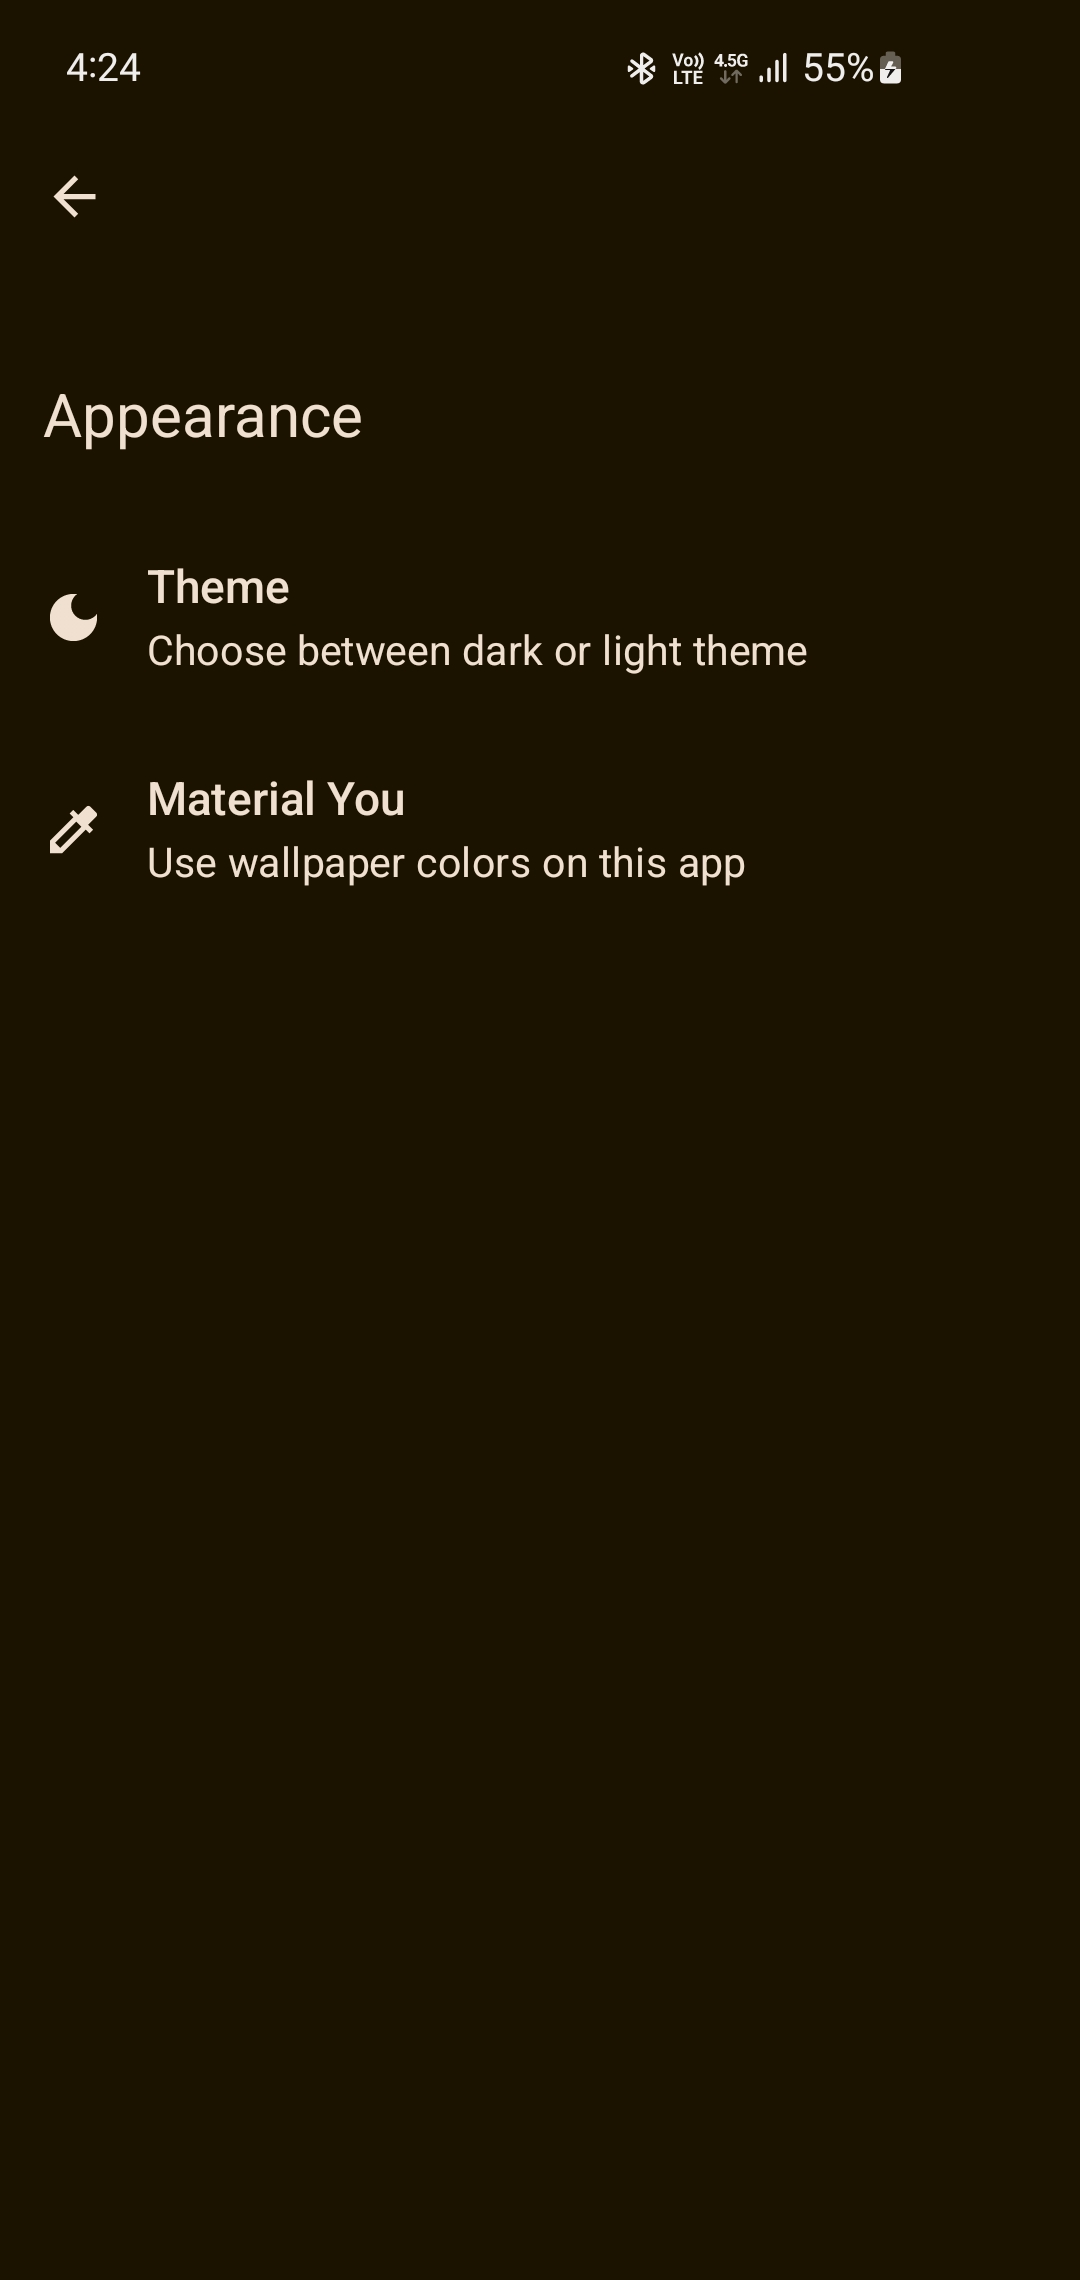 4:24
Vo)) 4.5G 55%
LTE
Appearance
Theme
Choose between dark or light theme
Material You
Use wallpaper colors on this app